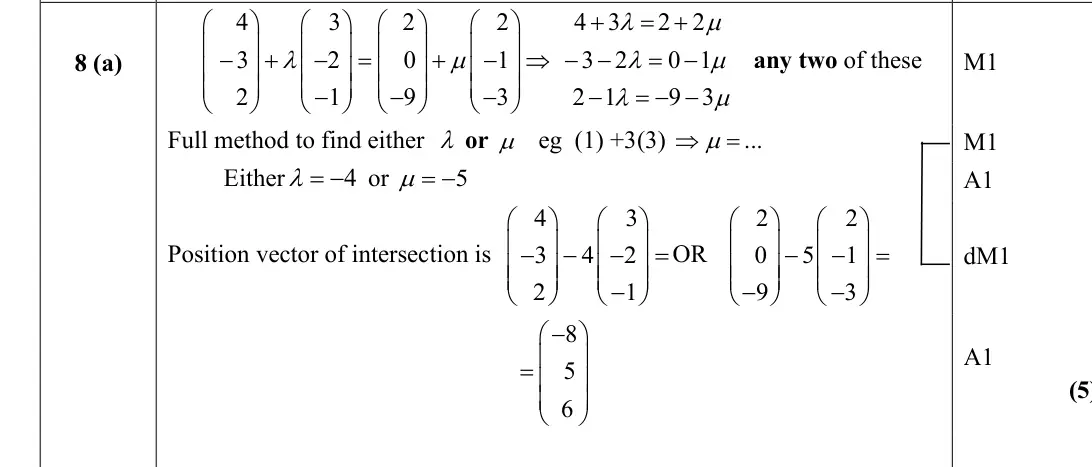 8 (a)
( 4 −3 2 ) + λ ( 3 −2 −1 ) = ( 2 0 −9 ) + μ ( 2 −1 −3 ) ⇒ 4 + 3λ = 2 + 2μ
−3 − 2λ = 0 − 1μ any two of these M1
2 − 1λ = −9 − 3μ
Full method to find either λ or μ eg (1) +3(3) ⇒ μ = ... M1
Either λ = −4 or μ = −5 A1
Position vector of intersection is ( 4 −3 2 ) − 4 ( 3 −2 −1 ) = OR ( 2 0 −9 ) − 5 ( 2 −1 −3 ) = dM1
= ( −8 5 6 ) A1
(5)